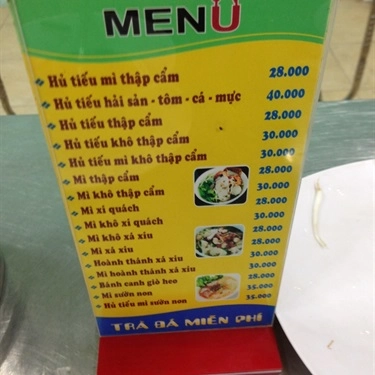 MENU
Hủ tiếu mì thập cẩm 28.000
Hủ tiếu hải sản - tôm - cá - mực 40.000
Hủ tiếu thập cẩm 28.000
Hủ tiếu khô thập cẩm 30.000
Hủ tiếu mì khô thập cẩm 30.000
Mì thập cẩm 28.000
Mì khô thập cẩm 30.000
Mì xí quách 28.000
Mì khô xí quách 30.000
Mì khô xá xíu 28.000
Mì xá xíu 30.000
Hoành thánh xá xíu 28.000
Mì hoành thánh xá xíu 30.000
Bánh canh giò heo 28.000
Mì sườn non 35.000
Hủ tiếu mì sườn non 35.000
TRÀ ĐÁ MIỄN PHÍ